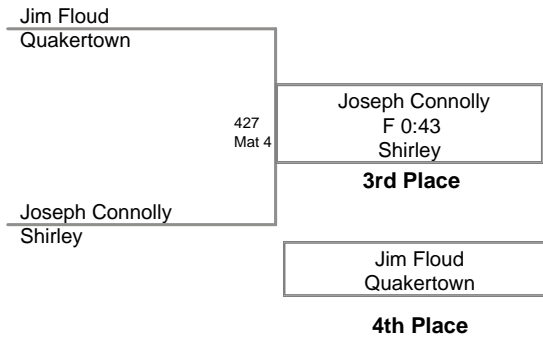 Jim Floud
Quakertown
427
Mat 4
Joseph Connolly
F 0:43
Shirley
3rd Place
Joseph Connolly
Shirley
Jim Floud
Quakertown
4th Place